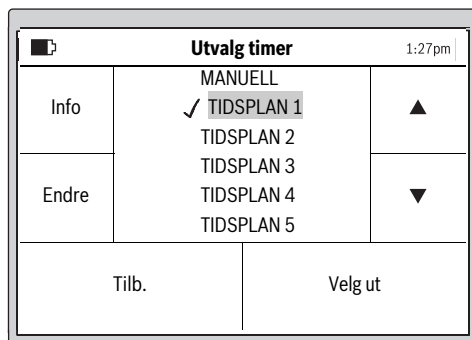 Utvalg timer 1:27pm
MANUELL
Info
TIDSPLAN 1
TIDSPLAN 2
TIDSPLAN 3
Endre
TIDSPLAN 4
TIDSPLAN 5
Tilb. Velg ut